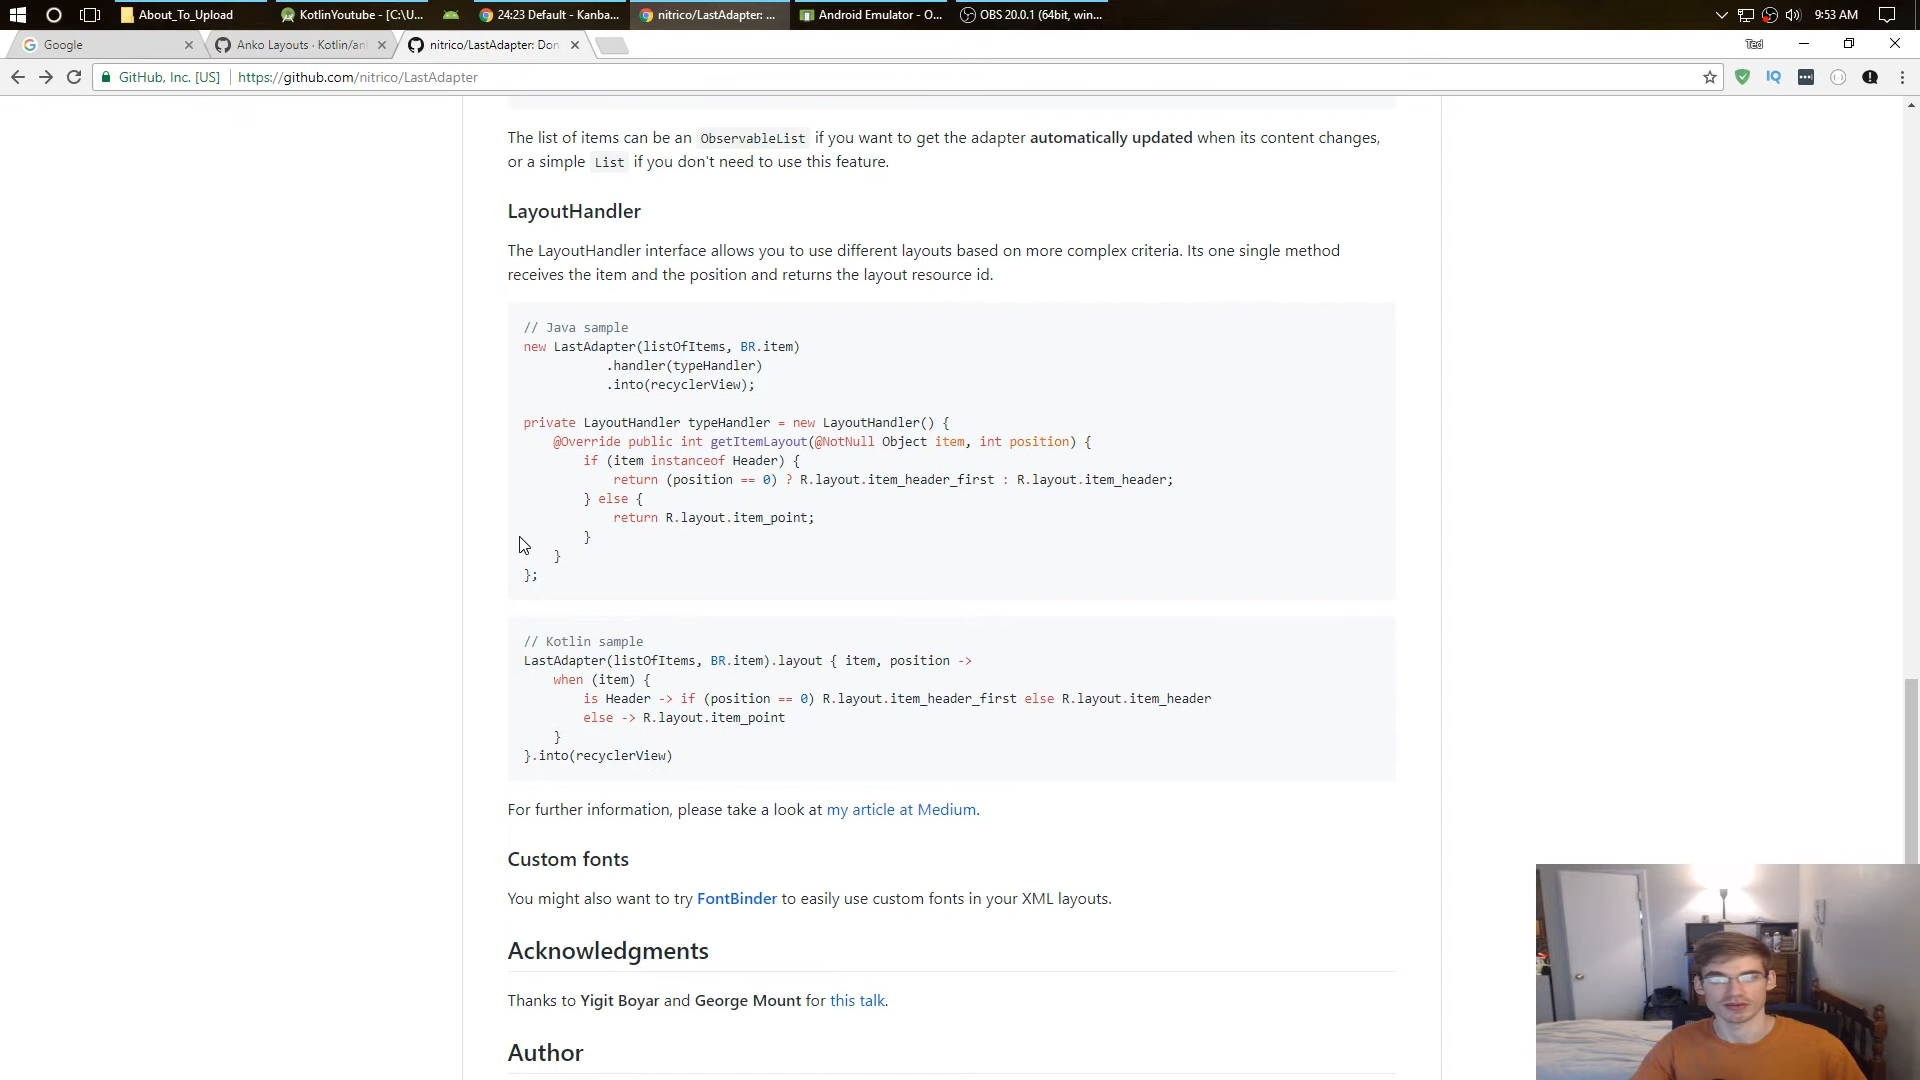 About_To_Upload
KotlinYoutube - [C:\U...
24:23 Default - Kanba...
nitrico/LastAdapter: ...
Android Emulator - O...
OBS 20.0.1 (64bit, win...
9:53 AM
Google
Anko Layouts · Kotlin/an
nitrico/LastAdapter: Don
Ted
GitHub, Inc. [US]
https://github.com/nitrico/LastAdapter
IQ
The list of items can be an ObservableList if you want to get the adapter automatically updated when its content changes,
or a simple List if you don't need to use this feature.
LayoutHandler
The LayoutHandler interface allows you to use different layouts based on more complex criteria. Its one single method
receives the item and the position and returns the layout resource id.
// Java sample
new LastAdapter(listOfItems, BR.item)
.handler(typeHandler)
.into(recyclerView);
private LayoutHandler typeHandler = new LayoutHandler() {
@Override public int getItemLayout(@NotNull Object item, int position) {
if (item instanceof Header) {
return (position == 0) ? R.layout.item_header_first : R.layout.item_header;
} else {
return R.layout.item_point;
}
}
};
// Kotlin sample
LastAdapter(listOfItems, BR.item).layout { item, position ->
when (item) {
is Header -> if (position == 0) R.layout.item_header_first else R.layout.item_header
else -> R.layout.item_point
}
}.into(recyclerView)
For further information, please take a look at my article at Medium.
Custom fonts
You might also want to try FontBinder to easily use custom fonts in your XML layouts.
Acknowledgments
Thanks to Yigit Boyar and George Mount for this talk.
Author